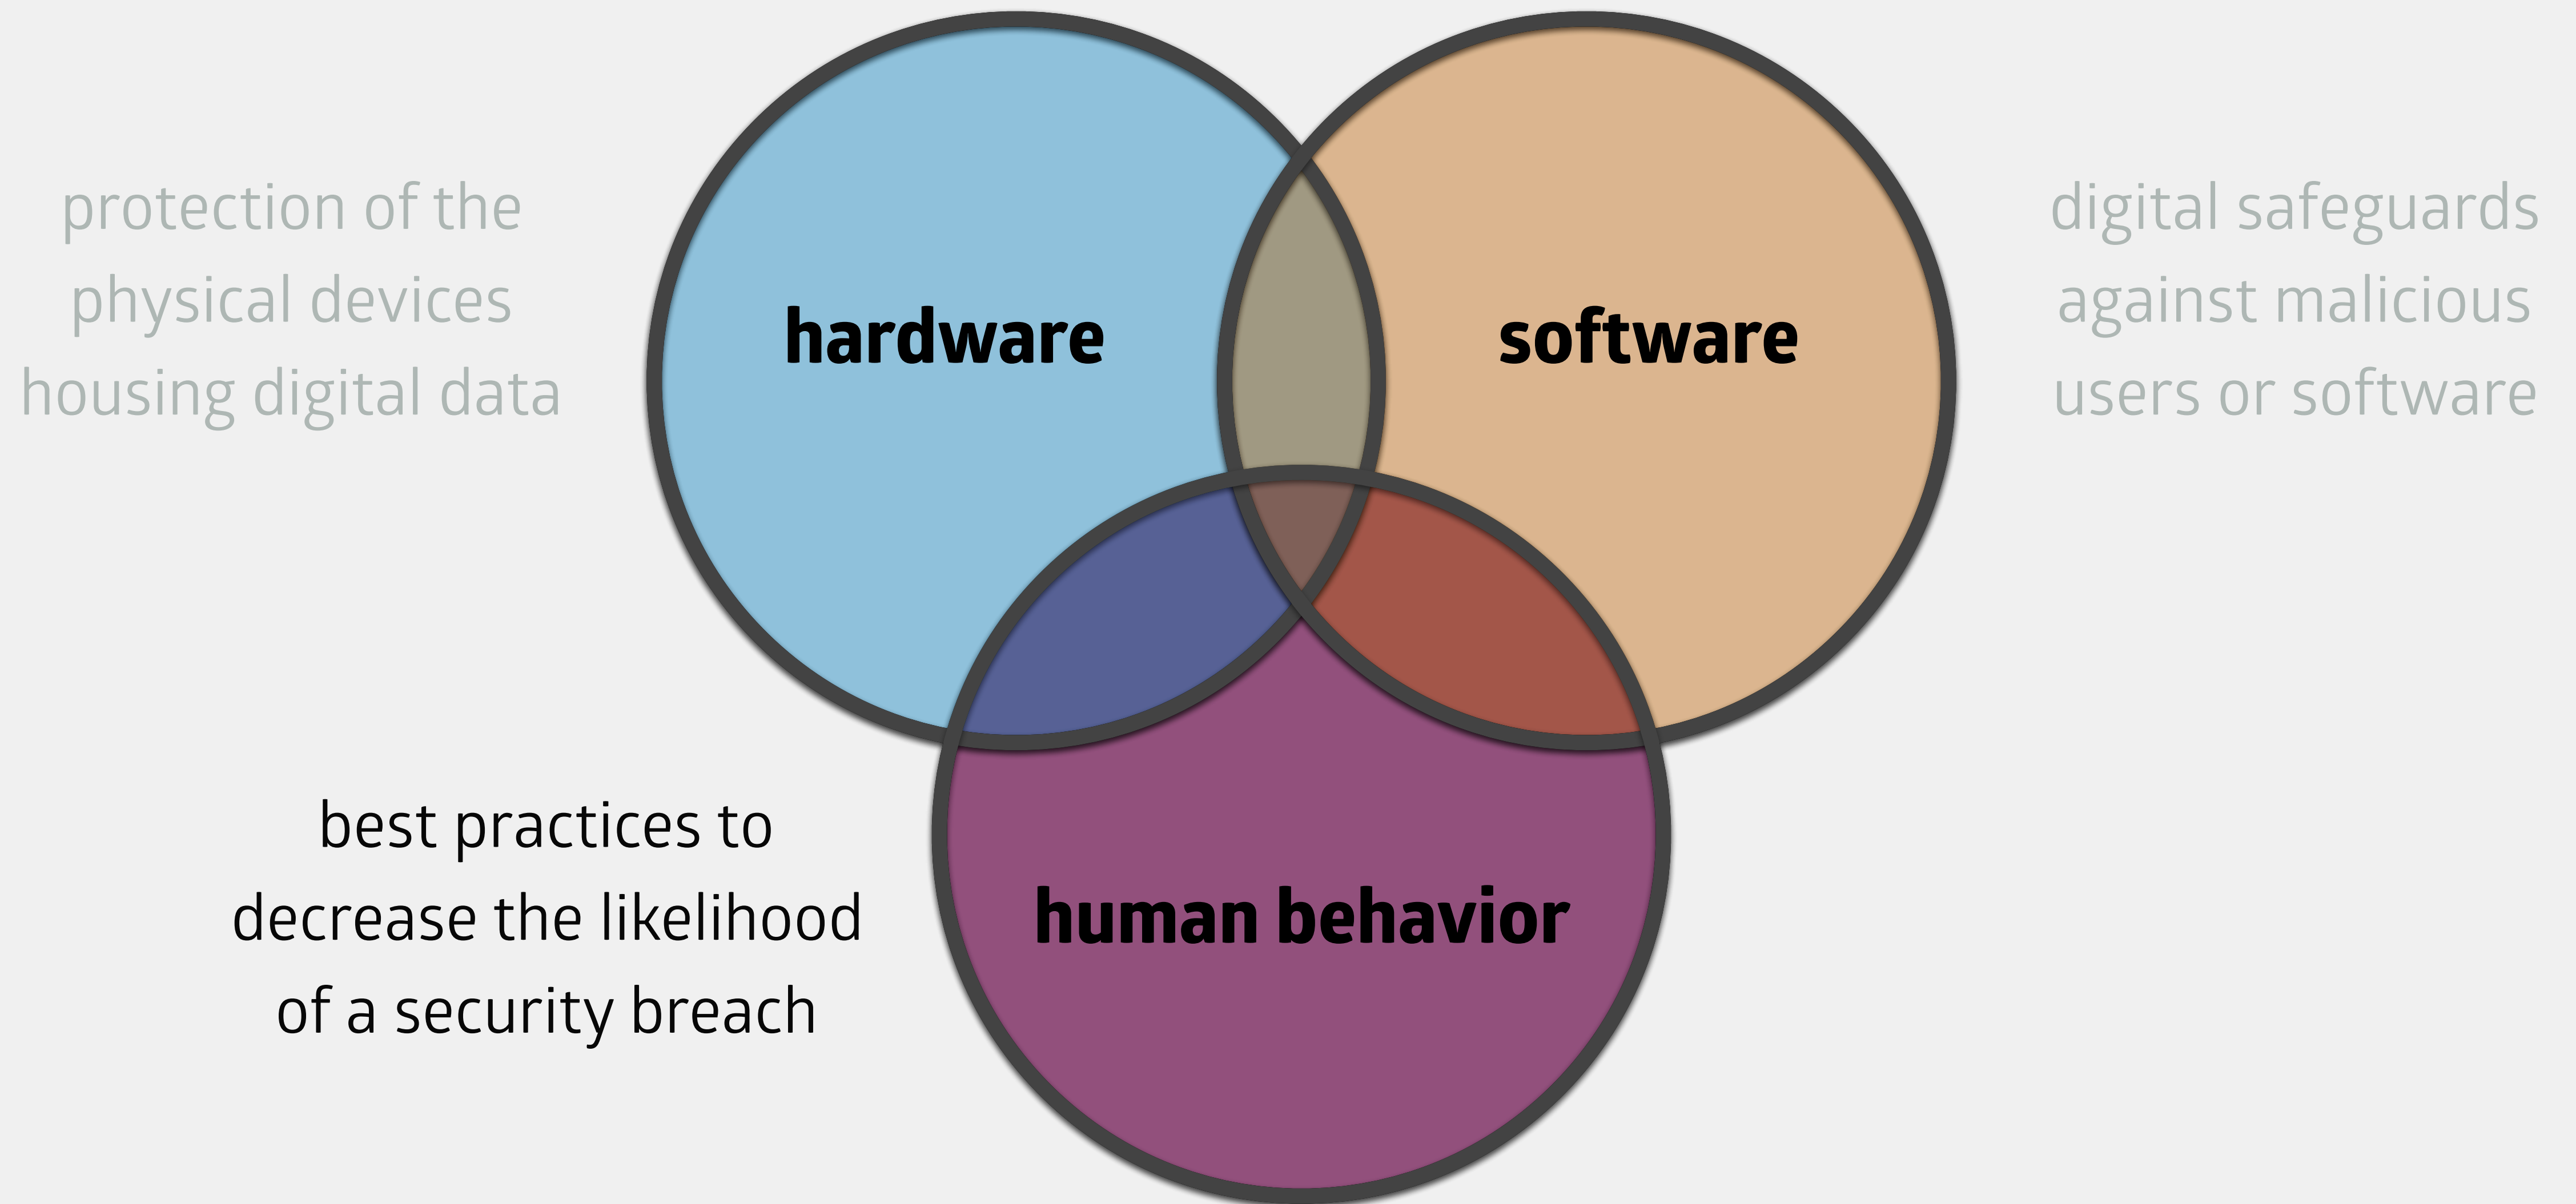 protection of the
physical devices
housing digital data
hardware
software
digital safeguards
against malicious
users or software
best practices to
decrease the likelihood
of a security breach
human behavior